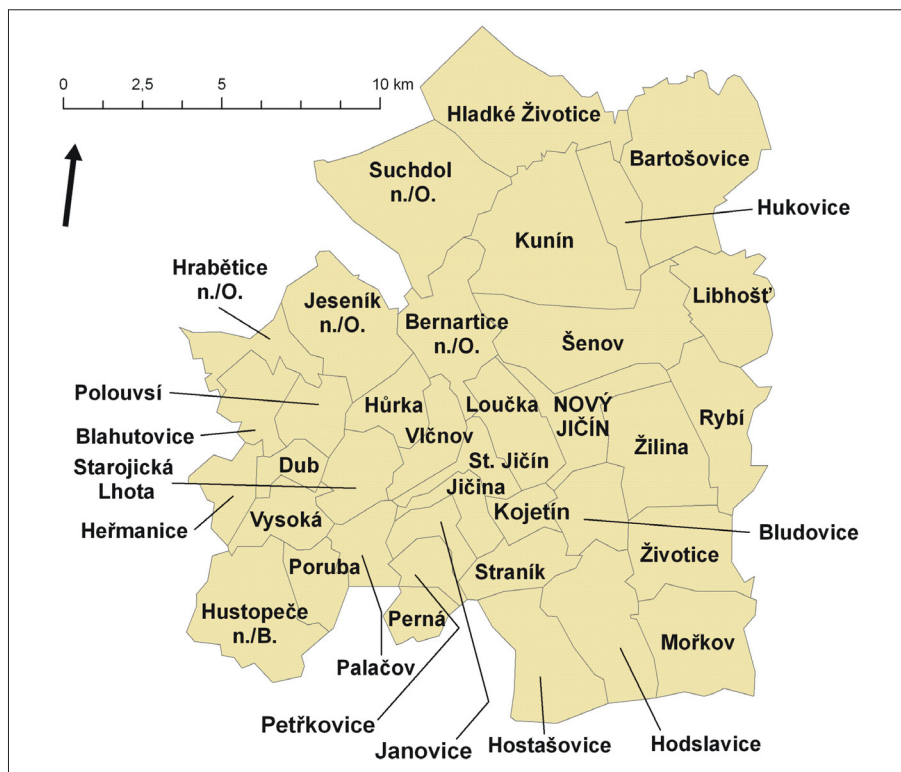 0 2,5 5 10 km
Hladké Životice
Bartošovice
Suchdol
n./O.
Hukovice
Kunín
Hrabětice
n./O.
Jeseník
n./O.
Libhošť
Bernartice
n./O.
Šenov
Polouvsí
Hůrka
Loučka
NOVÝ
JIČÍN
Rybí
Blahutovice
Vlčnov
Žilina
Starojická
Lhota
Dub
St. Jičín
Jičina
Heřmanice
Vysoká
Kojetín
Bludovice
Životice
Poruba
Straník
Hustopeče
n./B.
Perná
Mořkov
Palačov
Petřkovice
Janovice
Hostašovice
Hodslavice